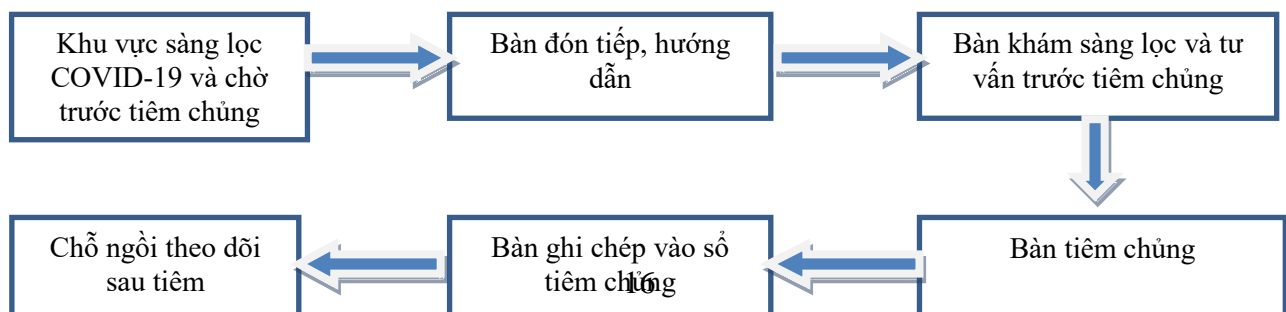 Khu vực sàng lọc
COVID-19 và chờ
trước tiêm chủng
Bàn đón tiếp, hướng
dẫn
Bàn khám sàng lọc và tư
vấn trước tiêm chủng
Bàn tiêm chủng
Bàn ghi chép vào sổ
tiêm chủng
16
Chỗ ngồi theo dõi
sau tiêm